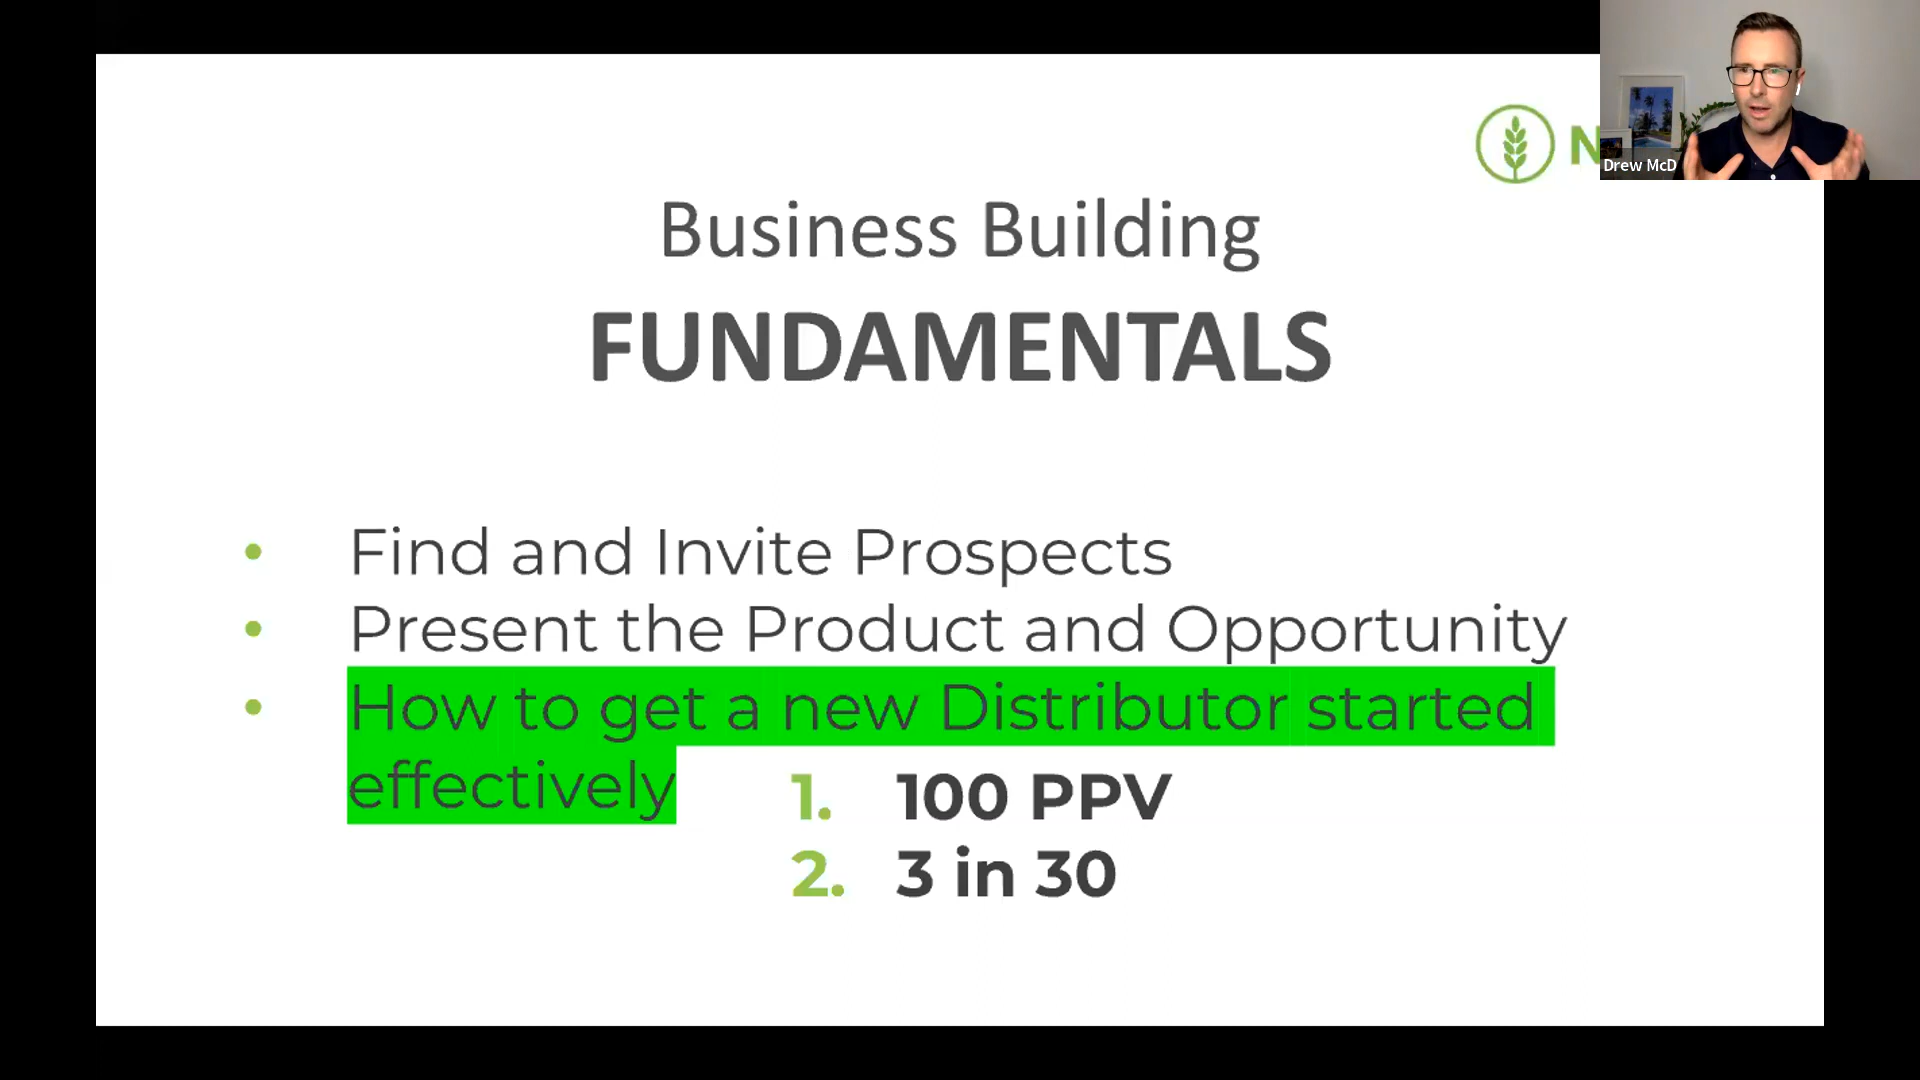 N
Drew McD
Business Building
FUNDAMENTALS
• Find and Invite Prospects
• Present the Product and Opportunity
• How to get a new Distributor started
effectively
1. 100 PPV
2. 3 in 30